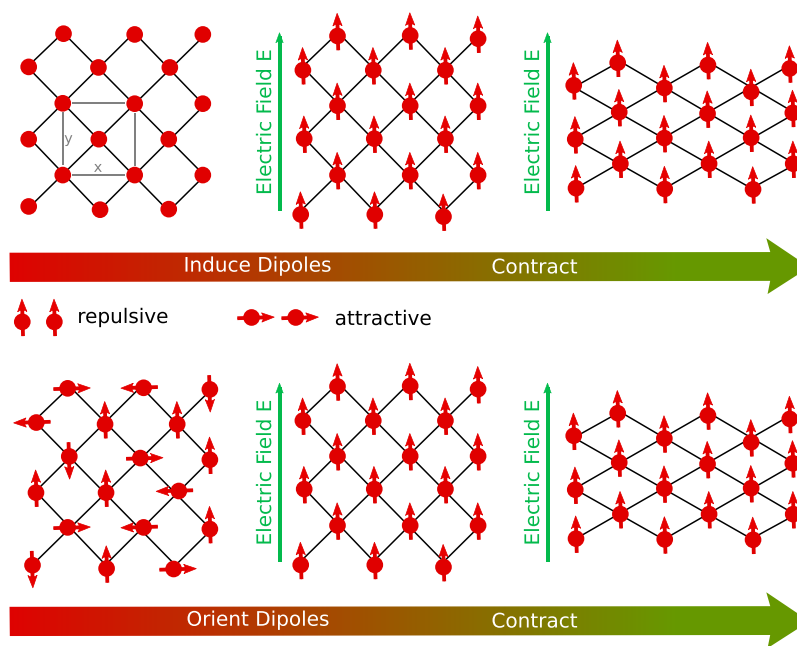 y
x
Electric Field E
Electric Field E
Induce Dipoles
Contract
repulsive
attractive
Electric Field E
Electric Field E
Orient Dipoles
Contract